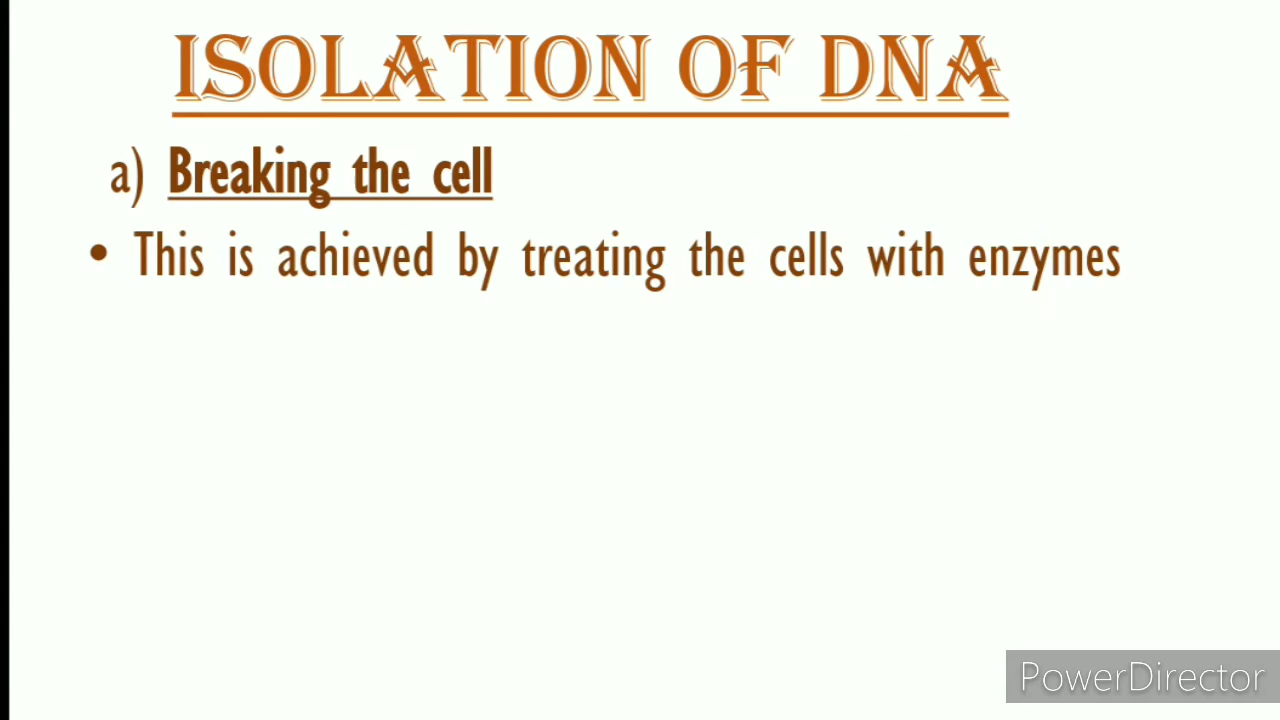 ISOLATION OF DNA
a) Breaking the cell
• This is achieved by treating the cells with enzymes
PowerDirector